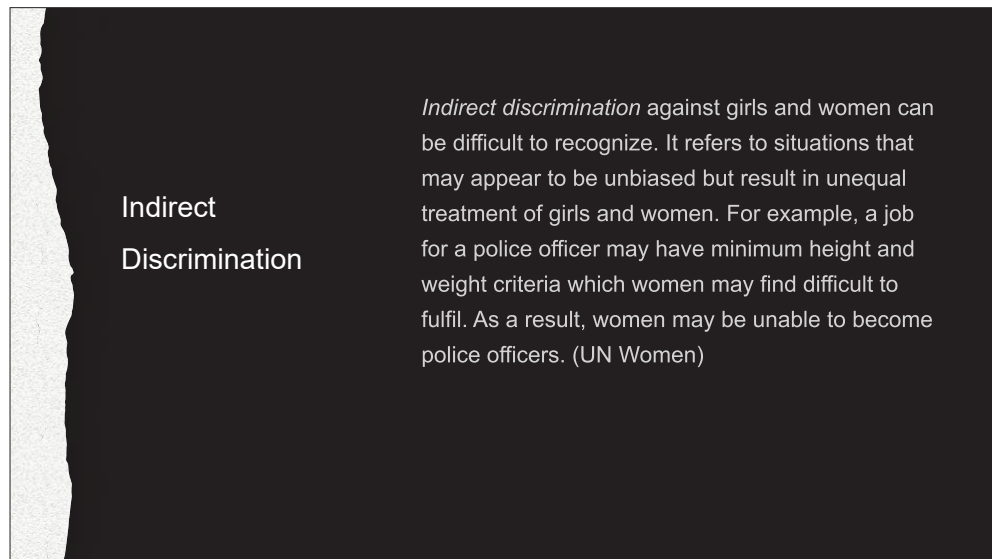 Indirect
Discrimination
Indirect discrimination against girls and women can
be difficult to recognize. It refers to situations that
may appear to be unbiased but result in unequal
treatment of girls and women. For example, a job
for a police officer may have minimum height and
weight criteria which women may find difficult to
fulfil. As a result, women may be unable to become
police officers. (UN Women)